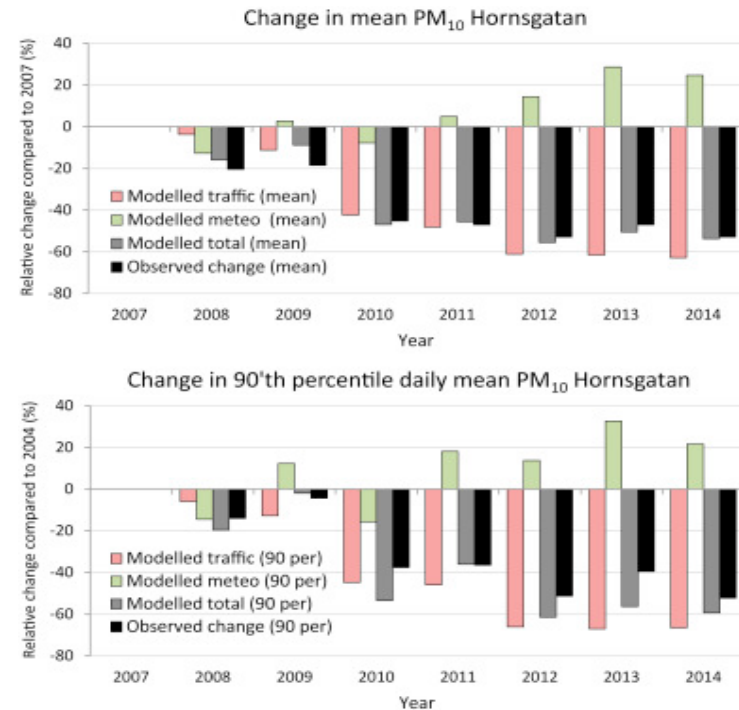 Change in mean PM₁₀ Hornsgatan
Relative change compared to 2007 (%)
40
20
0
-20
-40
-60
-80
Modelled traffic (mean)
Modelled meteo (mean)
Modelled total (mean)
Observed change (mean)
2007 2008 2009 2010 2011 2012 2013 2014
Year
Change in 90'th percentile daily mean PM₁₀ Hornsgatan
Relative change compared to 2004 (%)
40
20
0
-20
-40
-60
-80
Modelled traffic (90 per)
Modelled meteo (90 per)
Modelled total (90 per)
Observed change (90 per)
2007 2008 2009 2010 2011 2012 2013 2014
Year